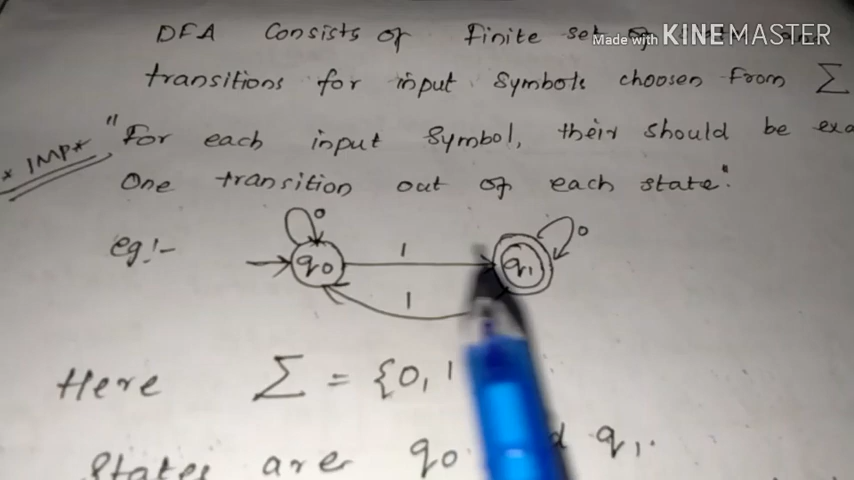 DFA Consists of Finite set of
Made with KINEMASTER
transitions for input Symbols choosen From Σ
* IMP* "For each input Symbol, their should be
One transition out of each state".
eg:- q0 0 1 1 q1 0
Here Σ = {0, 1
States are q0 q1.